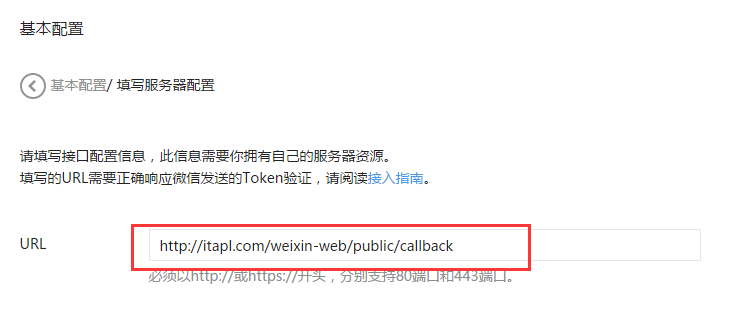 基本配置
基本配置/ 填写服务器配置
请填写接口配置信息，此信息需要你拥有自己的服务器资源。
填写的URL需要正确响应微信发送的Token验证，请阅读接入指南。
URL
http://itapl.com/weixin-web/public/callback
必须以http://或https://开头，分别支持80端口和443端口。